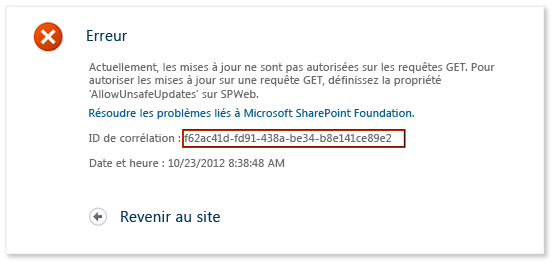 Erreur
Actuellement, les mises à jour ne sont pas autorisées sur les requêtes GET. Pour
autoriser les mises à jour sur une requête GET, définissez la propriété
'AllowUnsafeUpdates' sur SPWeb.
Résoudre les problèmes liés à Microsoft SharePoint Foundation.
ID de corrélation : f62ac41d-fd91-438a-be34-b8e141ce89e2
Date et heure : 10/23/2012 8:38:48 AM
Revenir au site